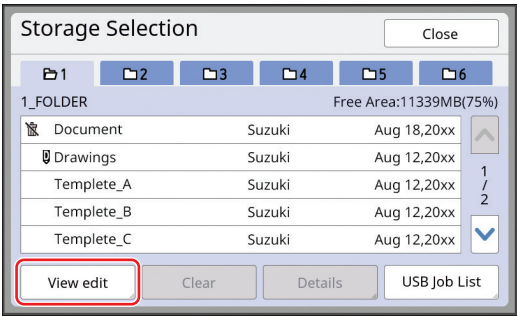 Storage Selection Close
1 2 3 4 5 6
1_FOLDER Free Area:11339MB(75%)
Document Suzuki Aug 18,20xx
Drawings Suzuki Aug 12,20xx
Templete_A Suzuki Aug 12,20xx
Templete_B Suzuki Aug 12,20xx
Templete_C Suzuki Aug 12,20xx
1
/
2
View edit Clear Details USB Job List